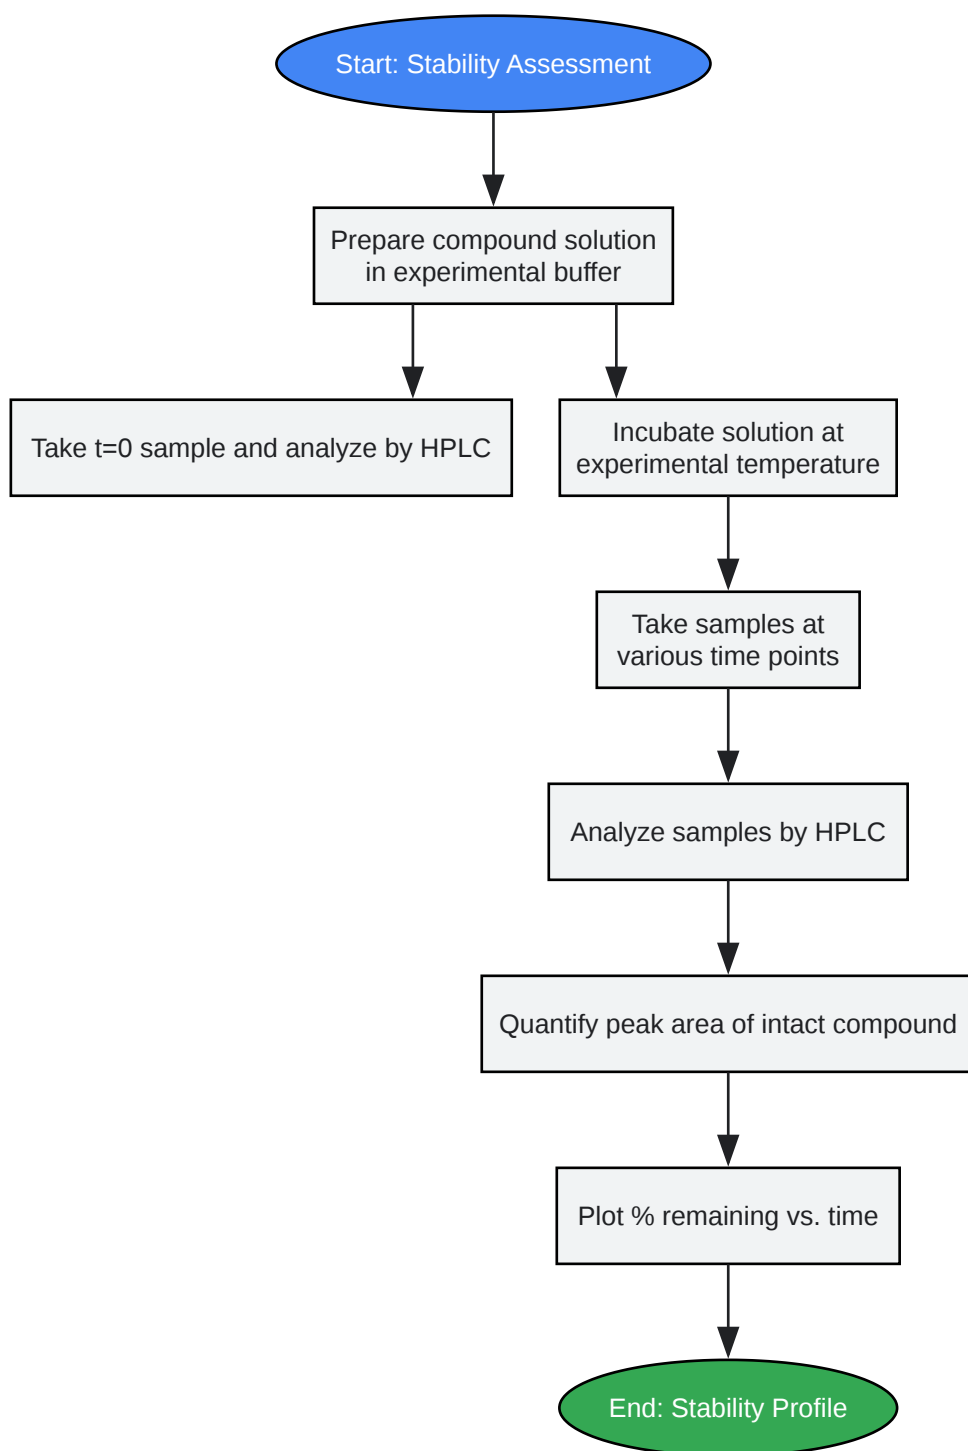 Start: Stability Assessment
Prepare compound solution
in experimental buffer
Take t=0 sample and analyze by HPLC
Incubate solution at
experimental temperature
Take samples at
various time points
Analyze samples by HPLC
Quantify peak area of intact compound
Plot % remaining vs. time
End: Stability Profile